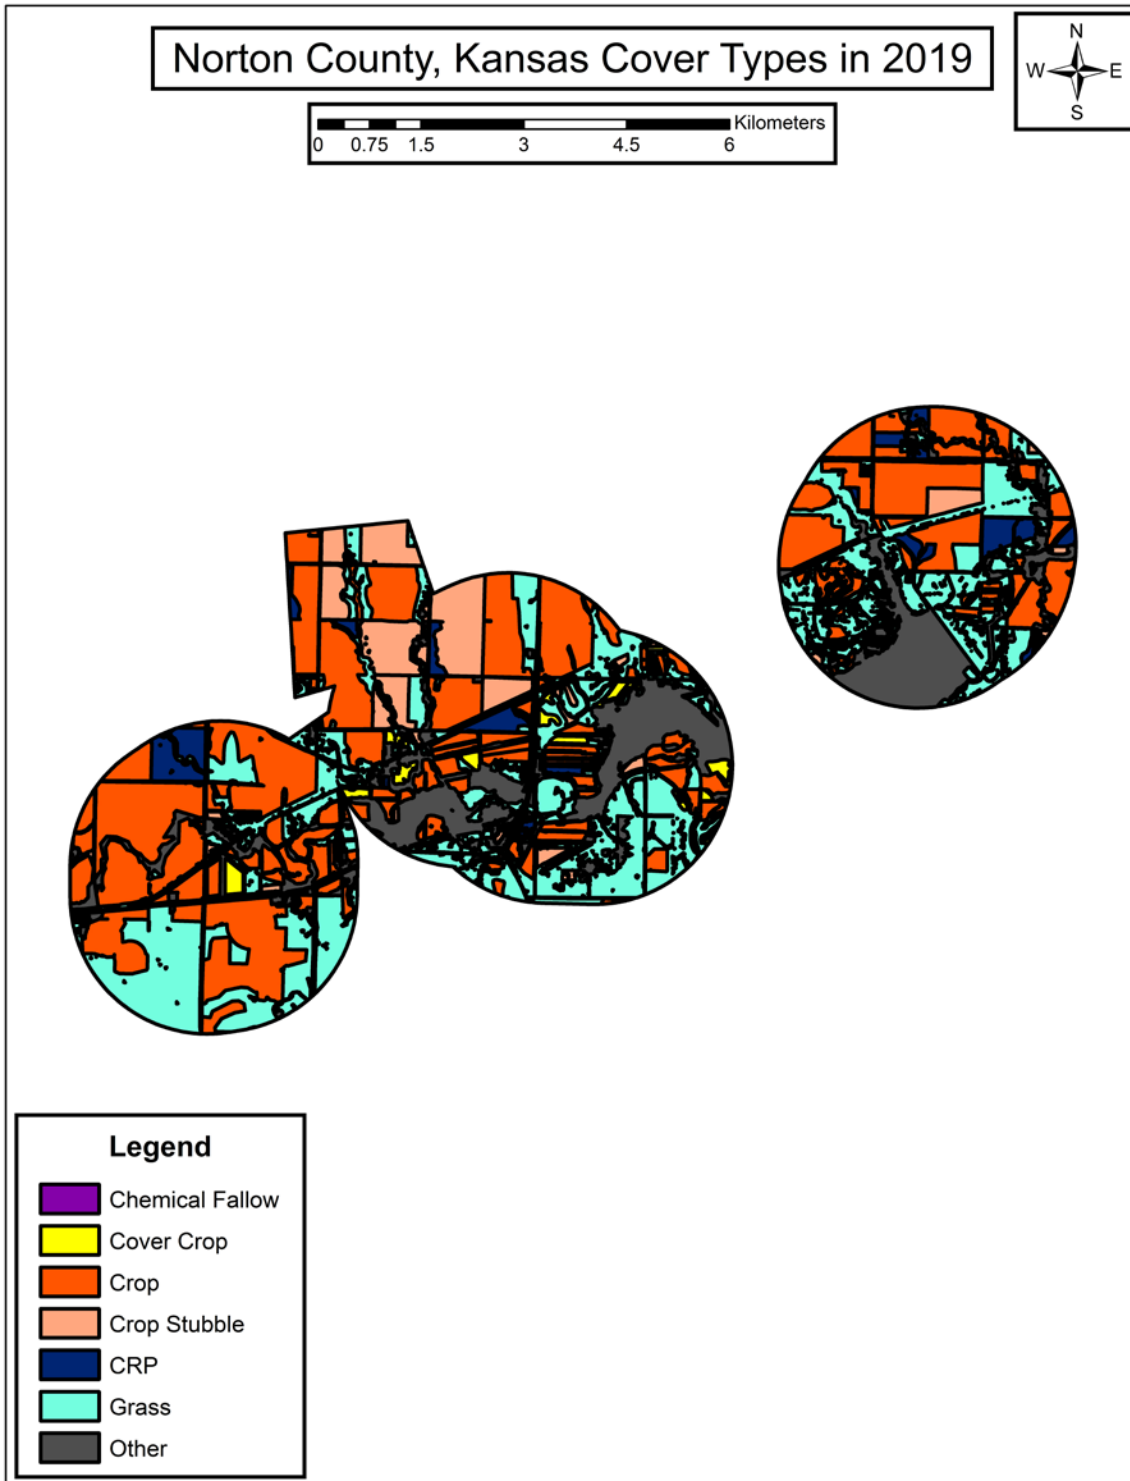 Norton County, Kansas Cover Types in 2019
N
W E
S
Kilometers
0 0.75 1.5 3 4.5 6
Legend
Chemical Fallow
Cover Crop
Crop
Crop Stubble
CRP
Grass
Other